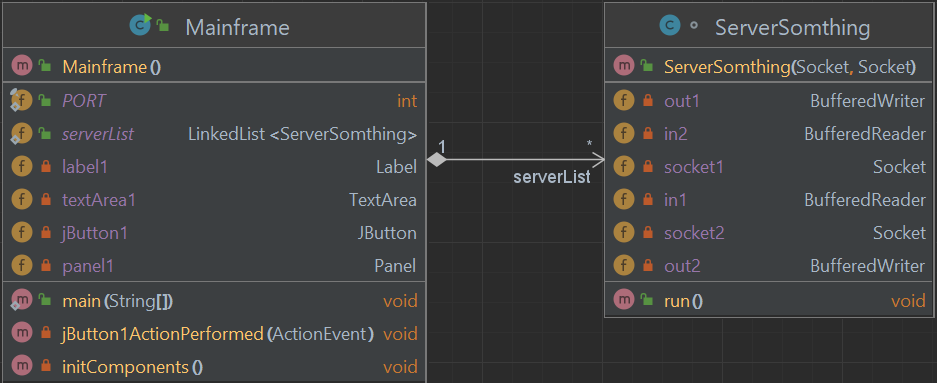 Mainframe
Mainframe()
PORT int
serverList LinkedList <ServerSomthing>
label1 Label
textArea1 TextArea
jButton1 JButton
panel1 Panel
main(String[]) void
jButton1ActionPerformed(ActionEvent) void
initComponents() void
1 *
serverList
ServerSomthing
ServerSomthing(Socket, Socket)
out1 BufferedWriter
in2 BufferedReader
socket1 Socket
in1 BufferedReader
socket2 Socket
out2 BufferedWriter
run() void